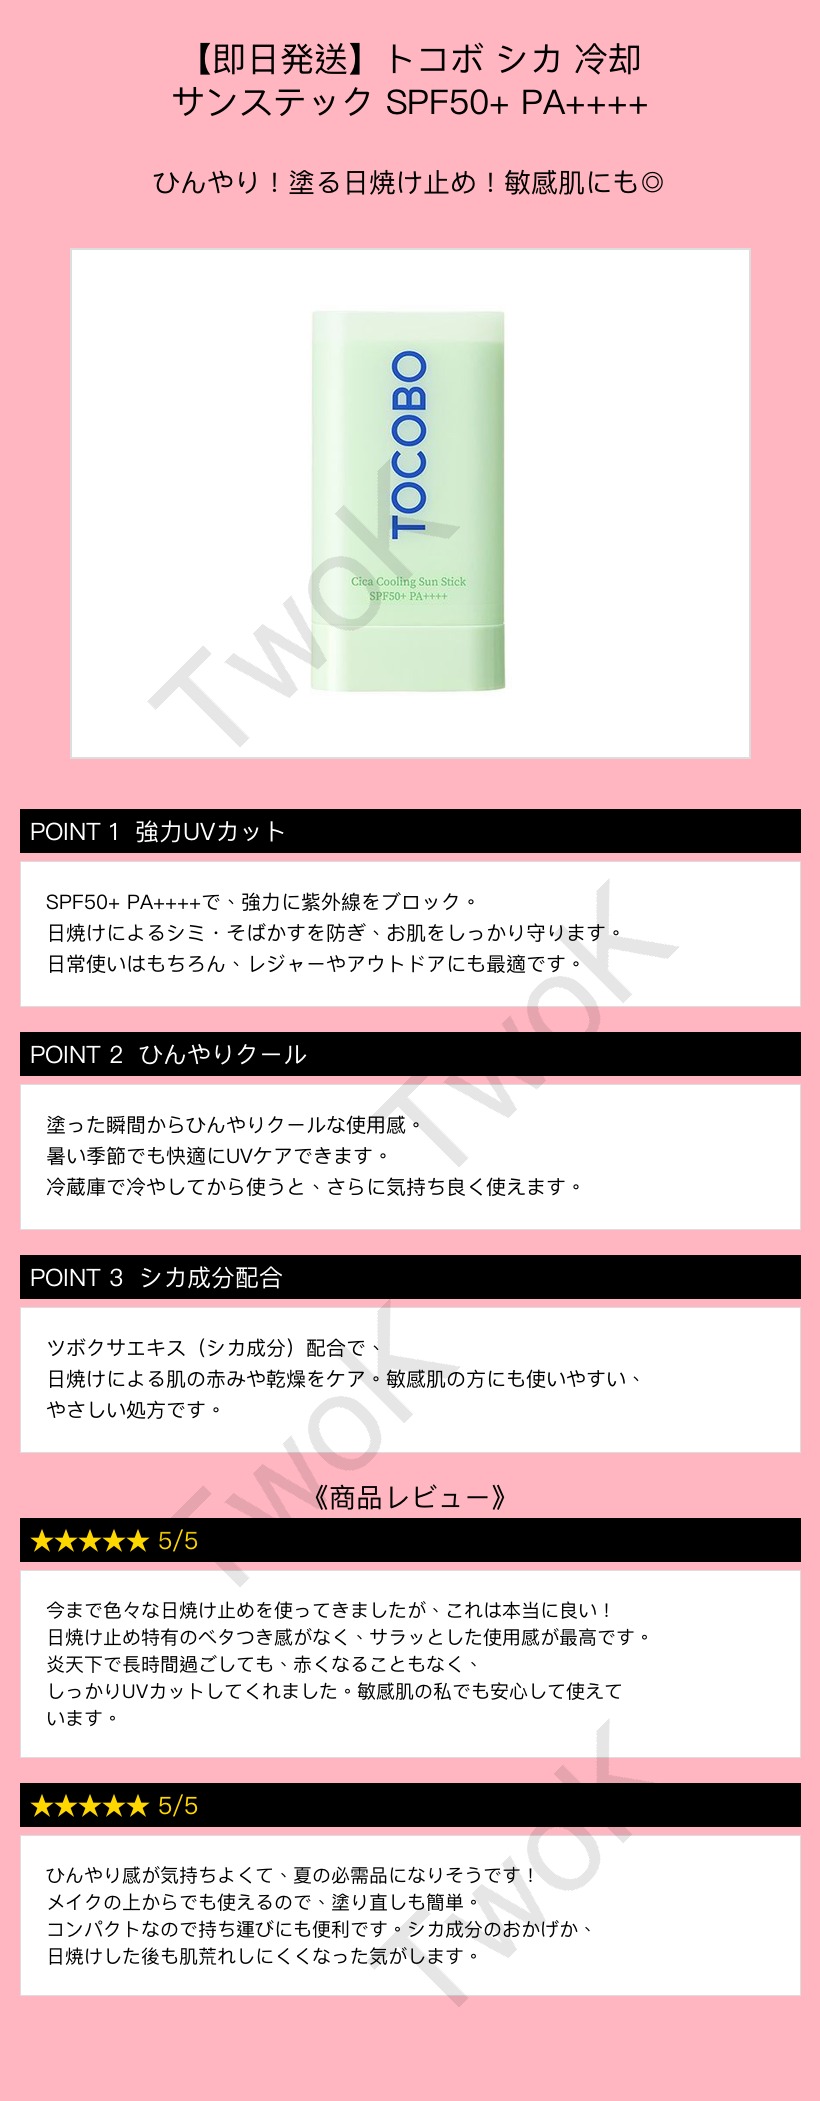 【即日発送】トコボ シカ 冷却
サンステック SPF50+ PA++++
ひんやり！塗る日焼け止め！敏感肌にも◎
TOCOBO
Cica Cooling Sun Stick
SPF50+ PA++++
TwoK
POINT 1 強力UVカット
SPF50+ PA++++で、強力に紫外線をブロック。
日焼けによるシミ・そばかすを防ぎ、お肌をしっかり守ります。
日常使いはもちろん、レジャーやアウトドアにも最適です。
TwoK
POINT 2 ひんやりクール
塗った瞬間からひんやりクールな使用感。
暑い季節でも快適にUVケアできます。
冷蔵庫で冷やしてから使うと、さらに気持ち良く使えます。
POINT 3 シカ成分配合
ツボクサエキス（シカ成分）配合で、
日焼けによる肌の赤みや乾燥をケア。敏感肌の方にも使いやすい、
やさしい処方です。
TwoK
《商品レビュー》
★★★★★ 5/5
今まで色々な日焼け止めを使ってきましたが、これは本当に良い！
日焼け止め特有のベタつき感がなく、サラッとした使用感が最高です。
炎天下で長時間過ごしても、赤くなることもなく、
しっかりUVカットしてくれました。敏感肌の私でも安心して使えて
います。
★★★★★ 5/5
ひんやり感が気持ちよくて、夏の必需品になりそうです！
メイクの上からでも使えるので、塗り直しも簡単。
コンパクトなので持ち運びにも便利です。シカ成分のおかげか、
日焼けした後も肌荒れしにくくなった気がします。
TwoK